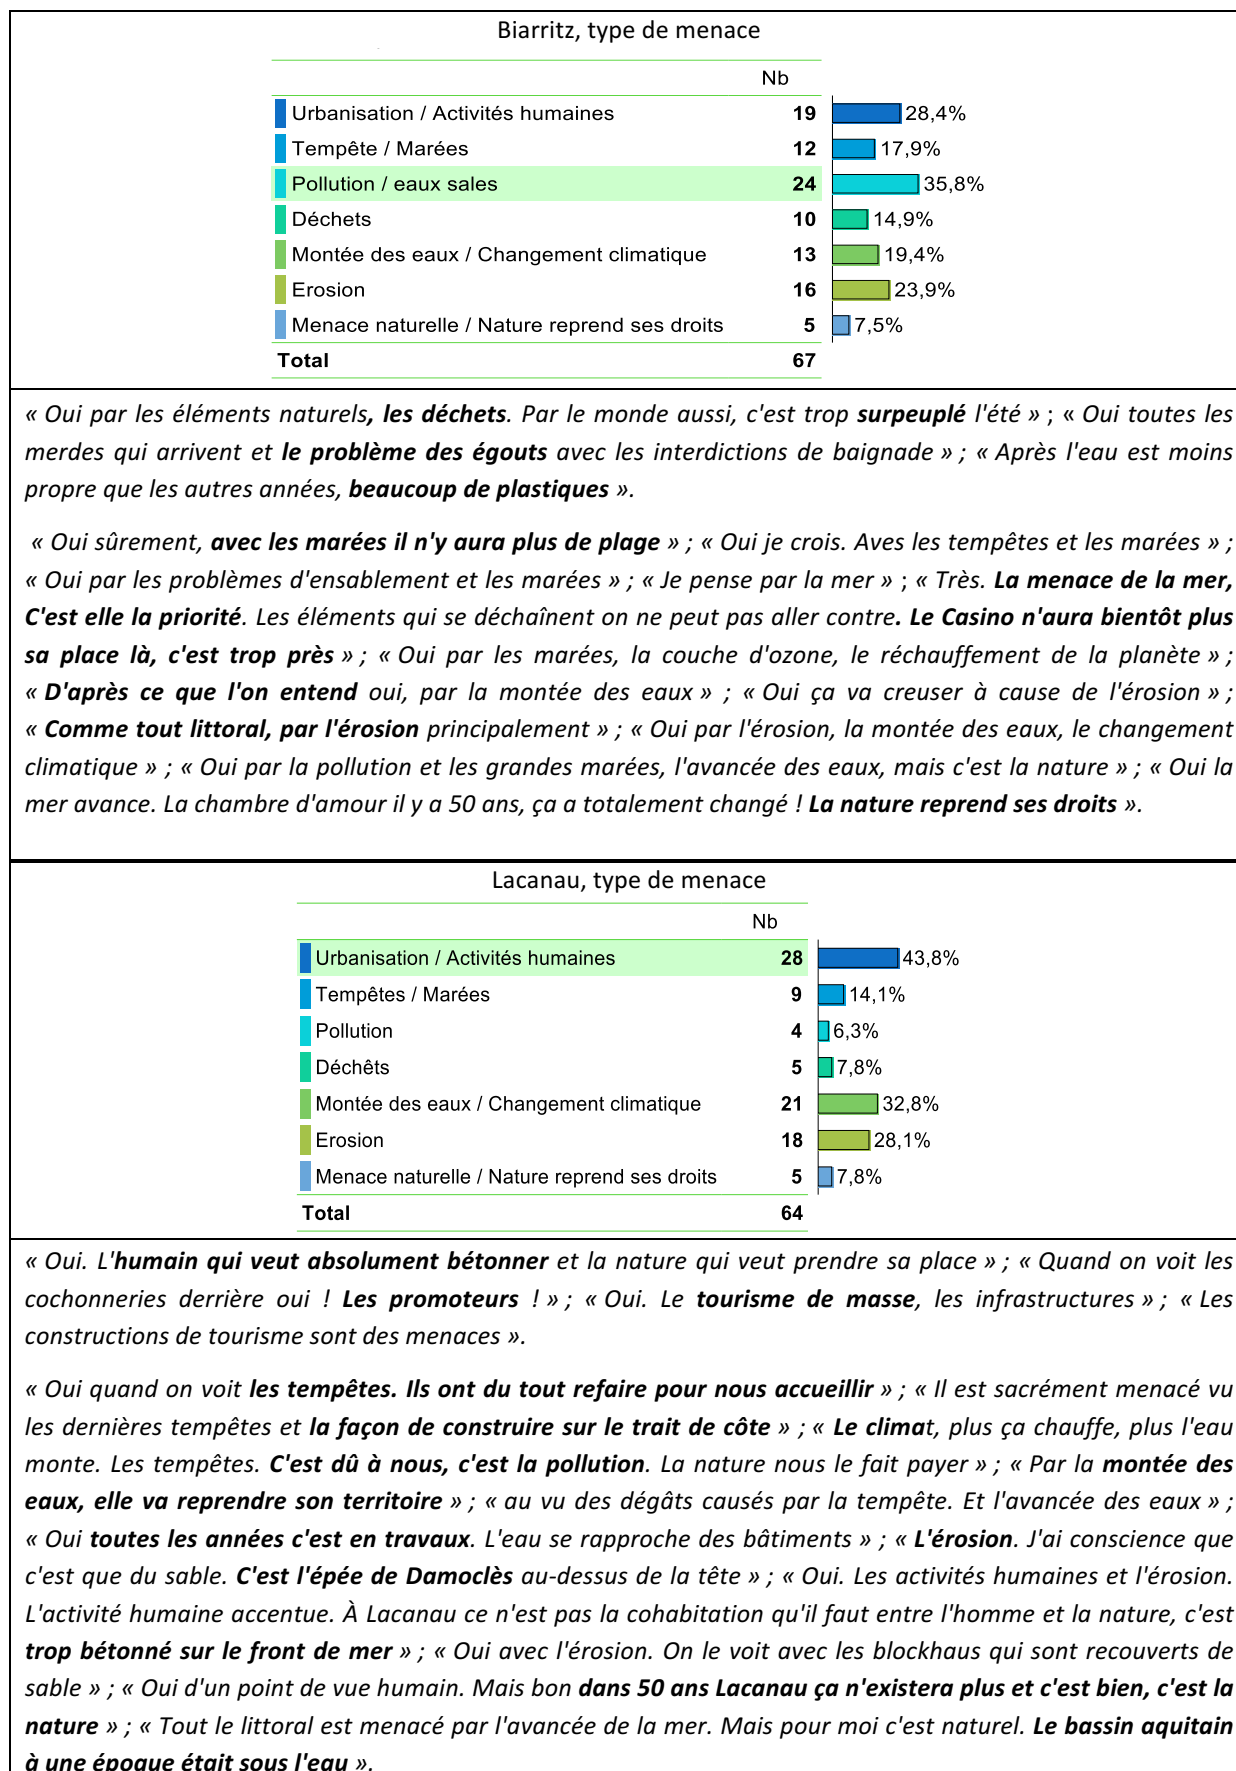 Biarritz, type de menace
Nb
Urbanisation / Activités humaines 19 28,4%
Tempête / Marées 12 17,9%
Pollution / eaux sales 24 35,8%
Déchets 10 14,9%
Montée des eaux / Changement climatique 13 19,4%
Erosion 16 23,9%
Menace naturelle / Nature reprend ses droits 5 7,5%
Total 67
« Oui par les éléments naturels, les déchets. Par le monde aussi, c'est trop surpeuplé l'été » ; « Oui toutes les
merdes qui arrivent et le problème des égouts avec les interdictions de baignade » ; « Après l'eau est moins
propre que les autres années, beaucoup de plastiques ».
« Oui sûrement, avec les marées il n'y aura plus de plage » ; « Oui je crois. Aves les tempêtes et les marées » ;
« Oui par les problèmes d'ensablement et les marées » ; « Je pense par la mer » ; « Très. La menace de la mer,
C'est elle la priorité. Les éléments qui se déchaînent on ne peut pas aller contre. Le Casino n'aura bientôt plus
sa place là, c'est trop près » ; « Oui par les marées, la couche d'ozone, le réchauffement de la planète » ;
« D'après ce que l'on entend oui, par la montée des eaux » ; « Oui ça va creuser à cause de l'érosion » ;
« Comme tout littoral, par l'érosion principalement » ; « Oui par l'érosion, la montée des eaux, le changement
climatique » ; « Oui par la pollution et les grandes marées, l'avancée des eaux, mais c'est la nature » ; « Oui la
mer avance. La chambre d'amour il y a 50 ans, ça a totalement changé ! La nature reprend ses droits ».
Lacanau, type de menace
Nb
Urbanisation / Activités humaines 28 43,8%
Tempêtes / Marées 9 14,1%
Pollution 4 6,3%
Déchêts 5 7,8%
Montée des eaux / Changement climatique 21 32,8%
Erosion 18 28,1%
Menace naturelle / Nature reprend ses droits 5 7,8%
Total 64
« Oui. L'humain qui veut absolument bétonner et la nature qui veut prendre sa place » ; « Quand on voit les
cochonneries derrière oui ! Les promoteurs ! » ; « Oui. Le tourisme de masse, les infrastructures » ; « Les
constructions de tourisme sont des menaces ».
« Oui quand on voit les tempêtes. Ils ont du tout refaire pour nous accueillir » ; « Il est sacrément menacé vu
les dernières tempêtes et la façon de construire sur le trait de côte » ; « Le climat, plus ça chauffe, plus l'eau
monte. Les tempêtes. C'est dû à nous, c'est la pollution. La nature nous le fait payer » ; « Par la montée des
eaux, elle va reprendre son territoire » ; « au vu des dégâts causés par la tempête. Et l'avancée des eaux » ;
« Oui toutes les années c'est en travaux. L'eau se rapproche des bâtiments » ; « L'érosion. J'ai conscience que
c'est que du sable. C'est l'épée de Damoclès au-dessus de la tête » ; « Oui. Les activités humaines et l'érosion.
L'activité humaine accentue. À Lacanau ce n'est pas la cohabitation qu'il faut entre l'homme et la nature, c'est
trop bétonné sur le front de mer » ; « Oui avec l'érosion. On le voit avec les blockhaus qui sont recouverts de
sable » ; « Oui d'un point de vue humain. Mais bon dans 50 ans Lacanau ça n'existera plus et c'est bien, c'est la
nature » ; « Tout le littoral est menacé par l'avancée de la mer. Mais pour moi c'est naturel. Le bassin aquitain
à une époque était sous l'eau ».